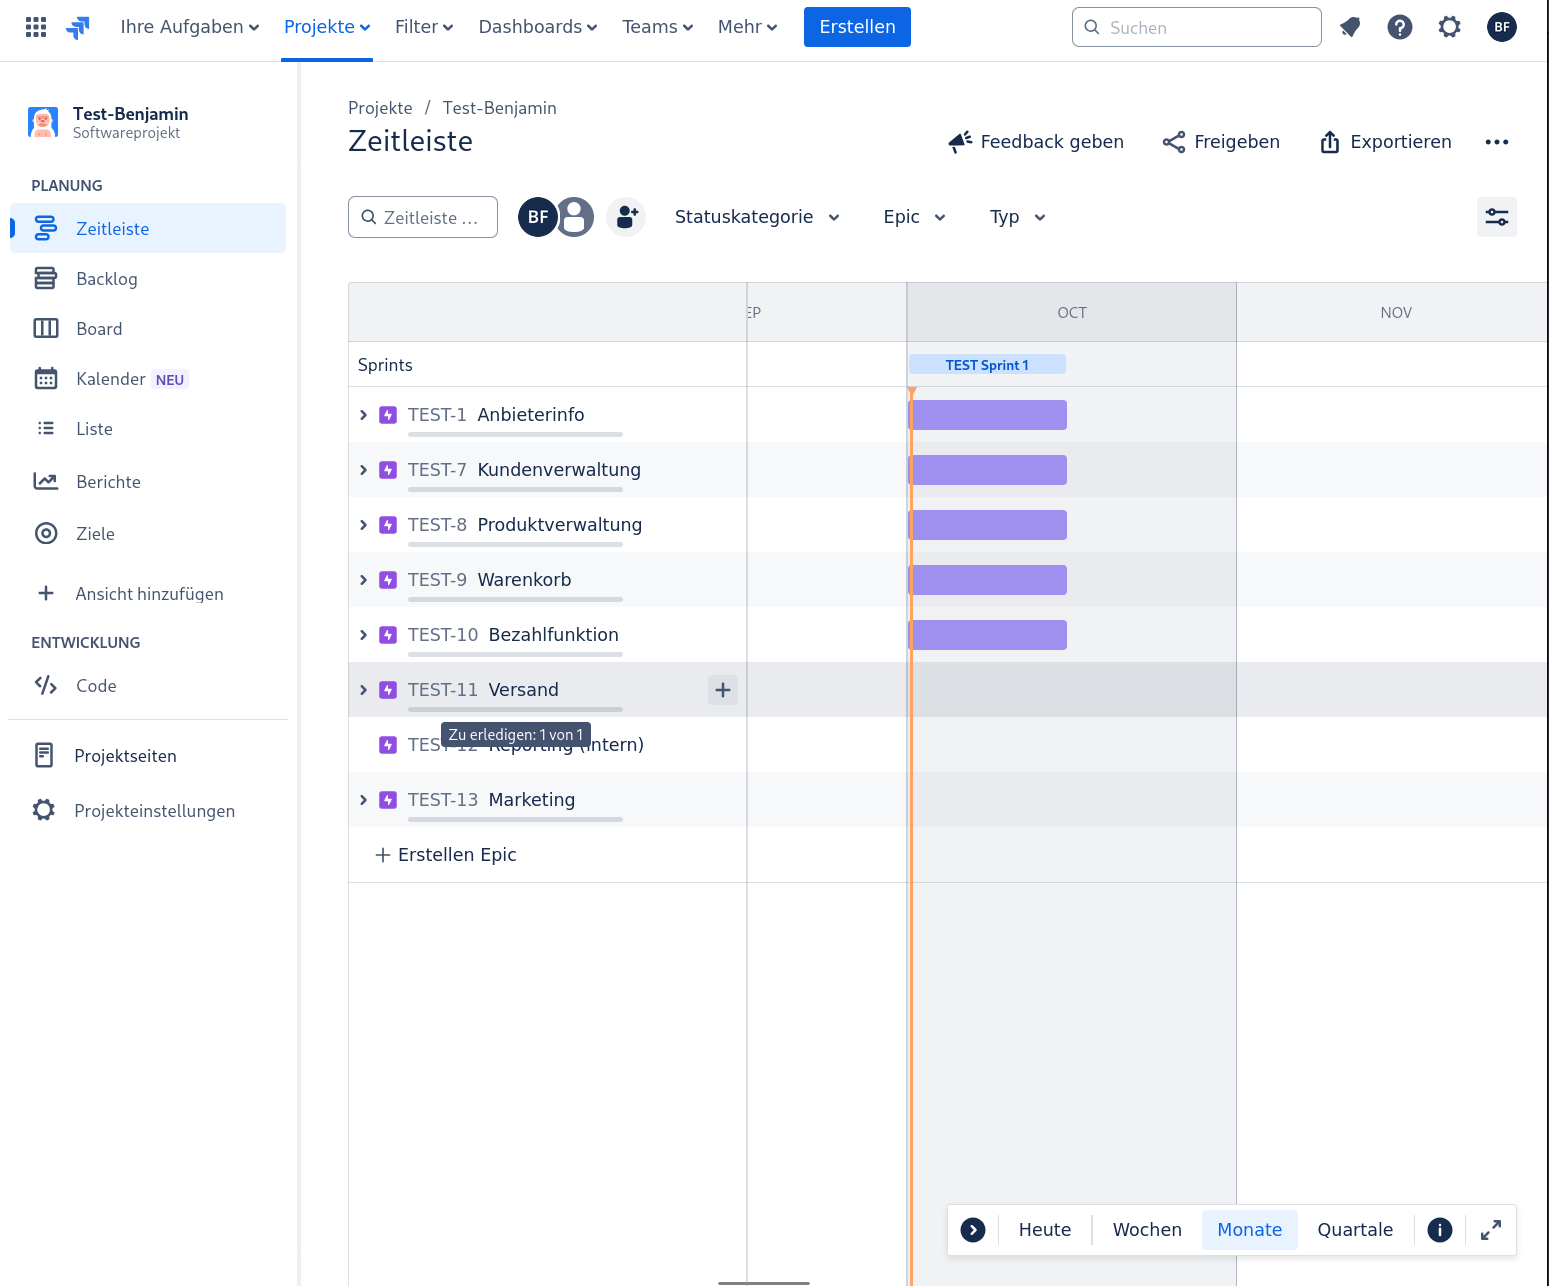 Ihre Aufgaben Projekte Filter Dashboards Teams Mehr Erstellen Suchen BF
Test-Benjamin
Softwareprojekt
PLANUNG
Zeitleiste
Backlog
Board
Kalender NEU
Liste
Berichte
Ziele
Ansicht hinzufügen
ENTWICKLUNG
Code
Projektseiten
Projekteinstellungen
Projekte / Test-Benjamin
Zeitleiste
Feedback geben Freigeben Exportieren
Zeitleiste ... BF Statuskategorie Epic Typ
EP OCT NOV
Sprints TEST Sprint 1
TEST-1 Anbieterinfo
TEST-7 Kundenverwaltung
TEST-8 Produktverwaltung
TEST-9 Warenkorb
TEST-10 Bezahlfunktion
TEST-11 Versand
Zu erledigen: 1 von 1
TEST-12 Reporting (intern)
TEST-13 Marketing
Erstellen Epic
Heute Wochen Monate Quartale